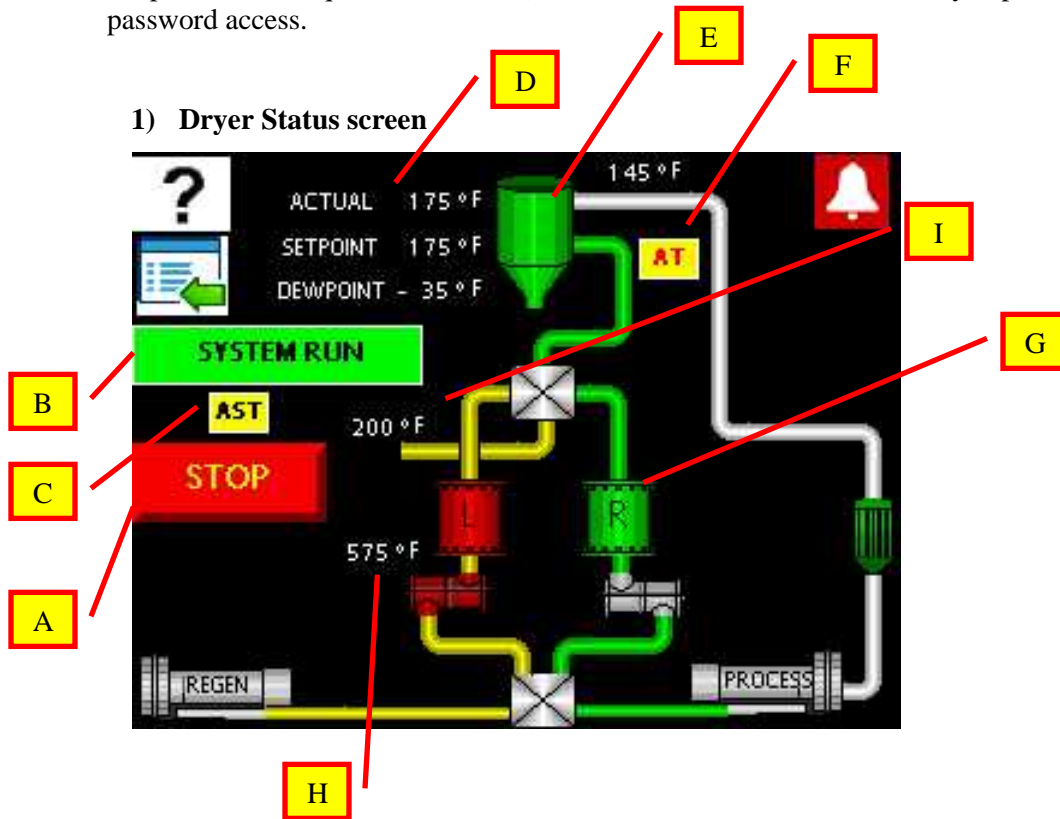 password access.
E
D
F
1) Dryer Status screen
?
145 °F
ACTUAL 175 °F
SETPOINT 175 °F
DEWPOINT - 35 °F
AT
I
SYSTEM RUN
G
B
AST
200 °F
STOP
C
L
R
575 °F
A
REGEN
PROCESS
H